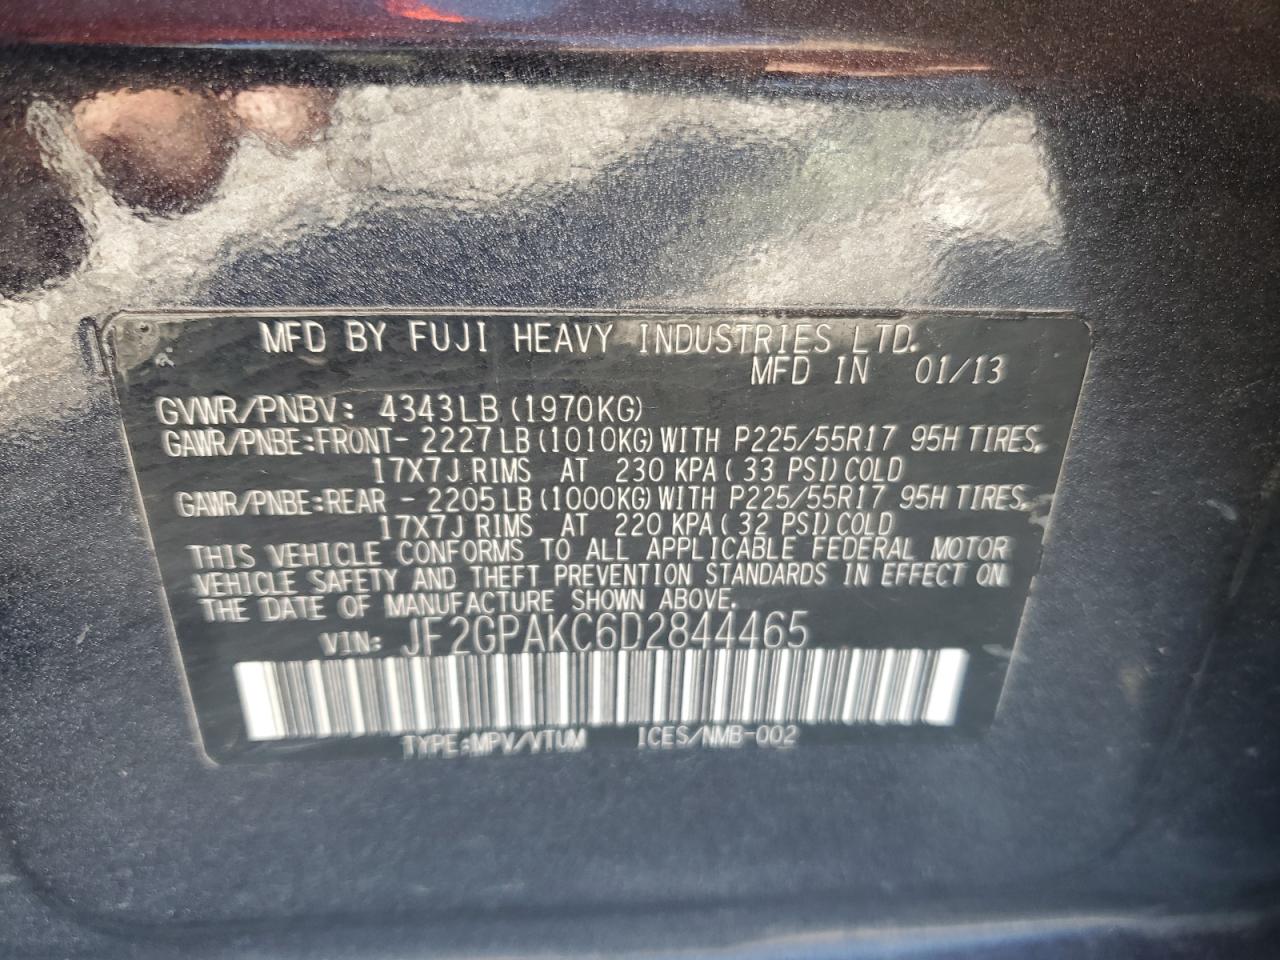 MFD BY FUJI HEAVY INDUSTRIES LTD.
MFD IN 01/13
GVWR/PNBV: 4343LB (1970KG)
GAWR/PNBE:FRONT- 2227LB (1010KG) WITH P225/55R17 95H TIRES,
17X7J RIMS AT 230 KPA (33 PSI) COLD
GAWR/PNBE:REAR - 2205LB (1000KG) WITH P225/55R17 95H TIRES,
17X7J RIMS AT 220 KPA (32 PSI) COLD
THIS VEHICLE CONFORMS TO ALL APPLICABLE FEDERAL MOTOR
VEHICLE SAFETY AND THEFT PREVENTION STANDARDS IN EFFECT ON
THE DATE OF MANUFACTURE SHOWN ABOVE.
VIN: JF2GPAKC6D2844465
TYPE:MPV/VTUM ICES/NMB-002